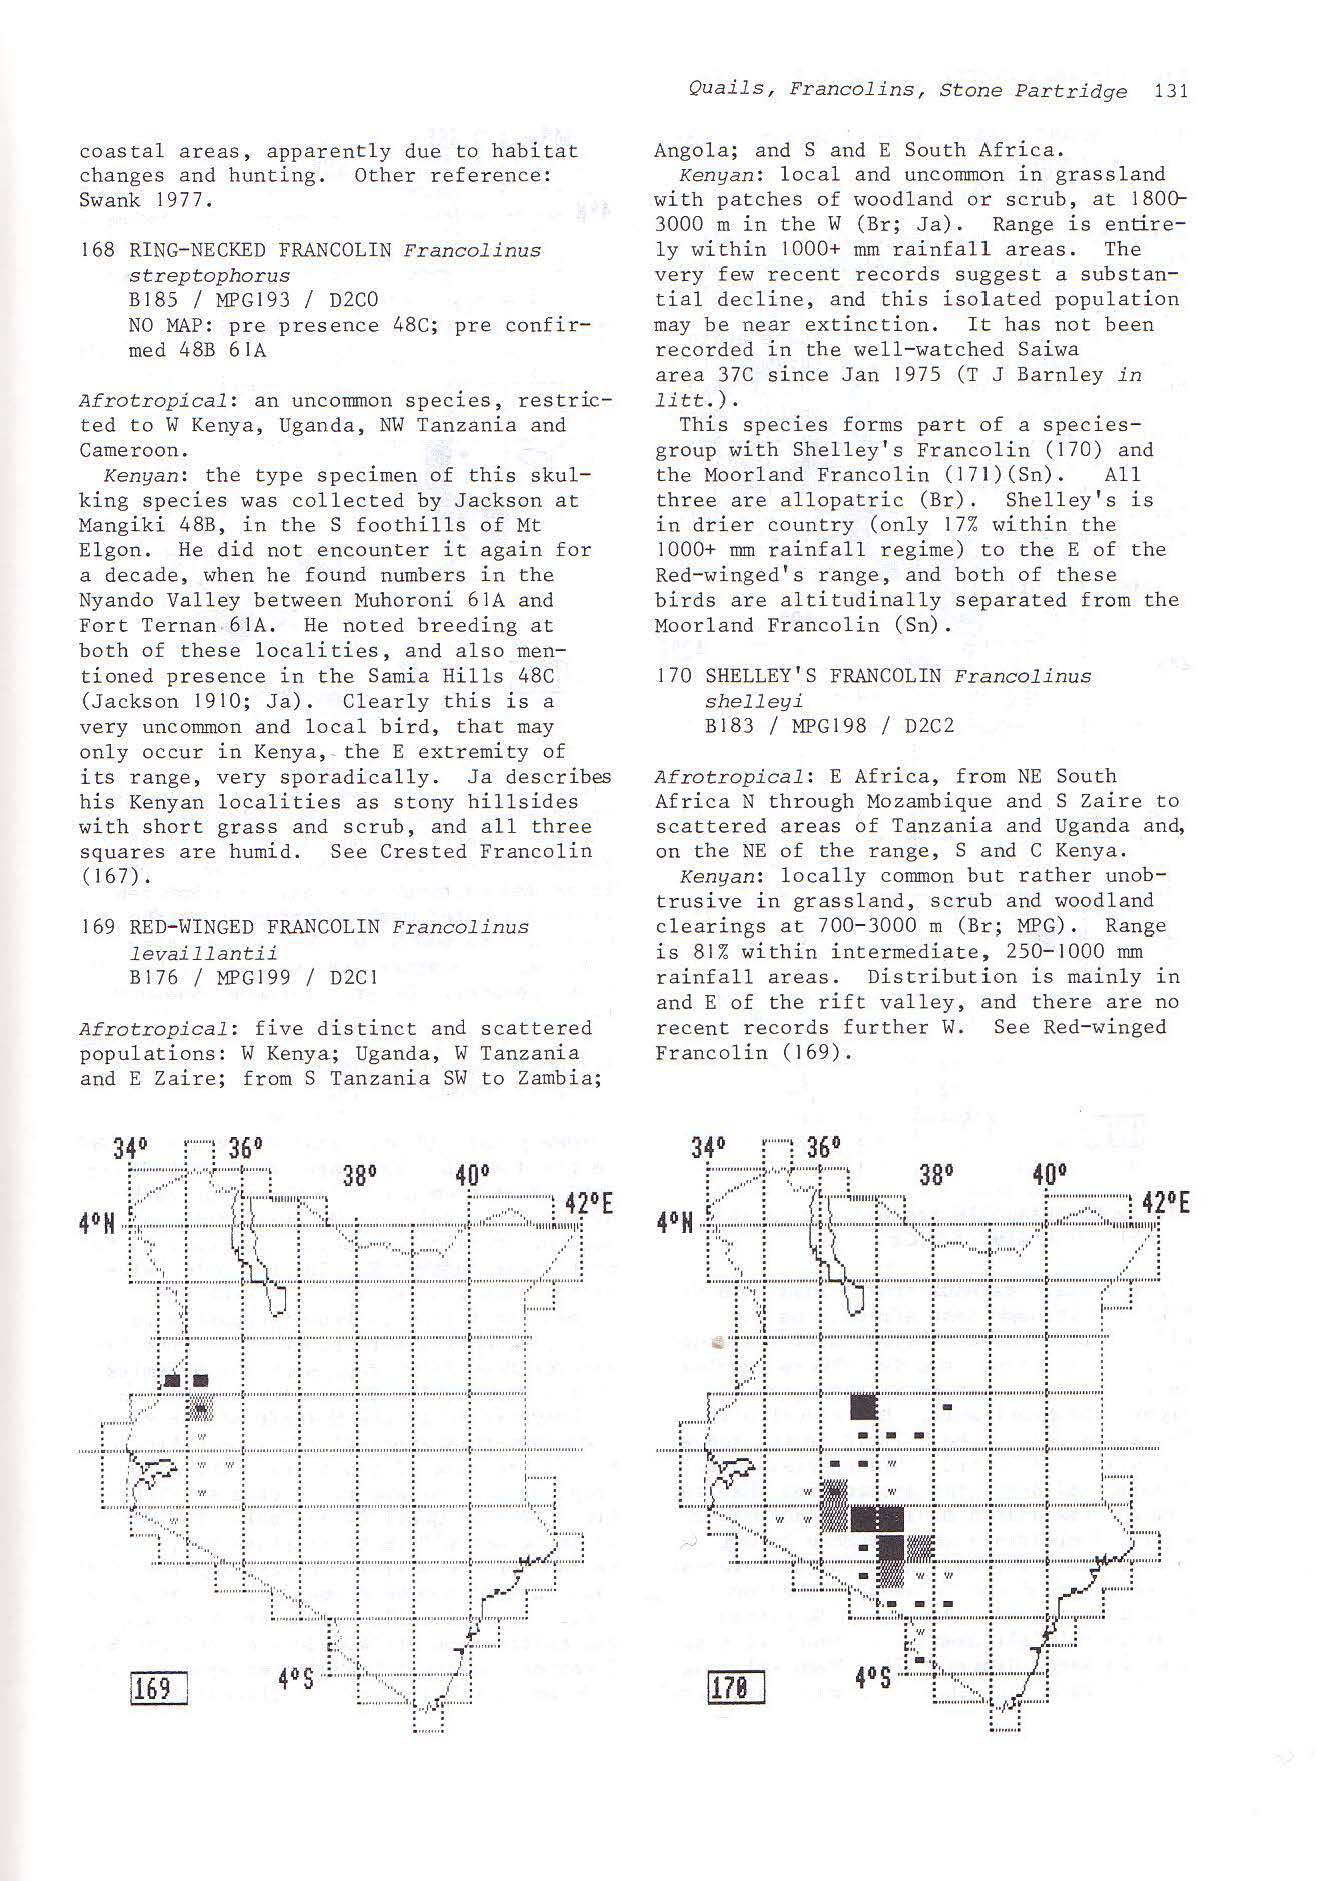 Quails, Francolins, Stone Partridge 131
coastal areas, apparently due to habitat
changes and hunting. Other reference:
Swank 1977.
168 RING-NECKED FRANCOLIN Francolinus
streptophorus
B185 / MPG193 / D2C0
NO MAP: pre presence 48C; pre confir-
med 48B 61A
Afrotropical: an uncommon species, restric-
ted to W Kenya, Uganda, NW Tanzania and
Cameroon.
Kenyan: the type specimen of this skul-
king species was collected by Jackson at
Mangiki 48B, in the S foothills of Mt
Elgon. He did not encounter it again for
a decade, when he found numbers in the
Nyando Valley between Muhoroni 61A and
Fort Ternan 61A. He noted breeding at
both of these localities, and also men-
tioned presence in the Samia Hills 48C
(Jackson 1910; Ja). Clearly this is a
very uncommon and local bird, that may
only occur in Kenya, the E extremity of
its range, very sporadically. Ja describes
his Kenyan localities as stony hillsides
with short grass and scrub, and all three
squares are humid. See Crested Francolin
(167).
169 RED-WINGED FRANCOLIN Francolinus
levaillantii
B176 / MPG199 / D2C1
Afrotropical: five distinct and scattered
populations: W Kenya; Uganda, W Tanzania
and E Zaire; from S Tanzania SW to Zambia;
Angola; and S and E South Africa.
Kenyan: local and uncommon in grassland
with patches of woodland or scrub, at 1800-
3000 m in the W (Br; Ja). Range is entire-
ly within 1000+ mm rainfall areas. The
very few recent records suggest a substan-
tial decline, and this isolated population
may be near extinction. It has not been
recorded in the well-watched Saiwa
area 37C since Jan 1975 (T J Barnley in
litt.).
This species forms part of a species-
group with Shelley's Francolin (170) and
the Moorland Francolin (171)(Sn). All
three are allopatric (Br). Shelley's is
in drier country (only 17% within the
1000+ mm rainfall regime) to the E of the
Red-winged's range, and both of these
birds are altitudinally separated from the
Moorland Francolin (Sn).
170 SHELLEY'S FRANCOLIN Francolinus
shelleyi
B183 / MPG198 / D2C2
Afrotropical: E Africa, from NE South
Africa N through Mozambique and S Zaire to
scattered areas of Tanzania and Uganda and,
on the NE of the range, S and C Kenya.
Kenyan: locally common but rather unob-
trusive in grassland, scrub and woodland
clearings at 700-3000 m (Br; MPG). Range
is 81% within intermediate, 250-1000 mm
rainfall areas. Distribution is mainly in
and E of the rift valley, and there are no
recent records further W. See Red-winged
Francolin (169).
34° 36°
38° 40°
42°E
4°N
4°S
169
34° 36°
38° 40°
42°E
4°N
4°S
170